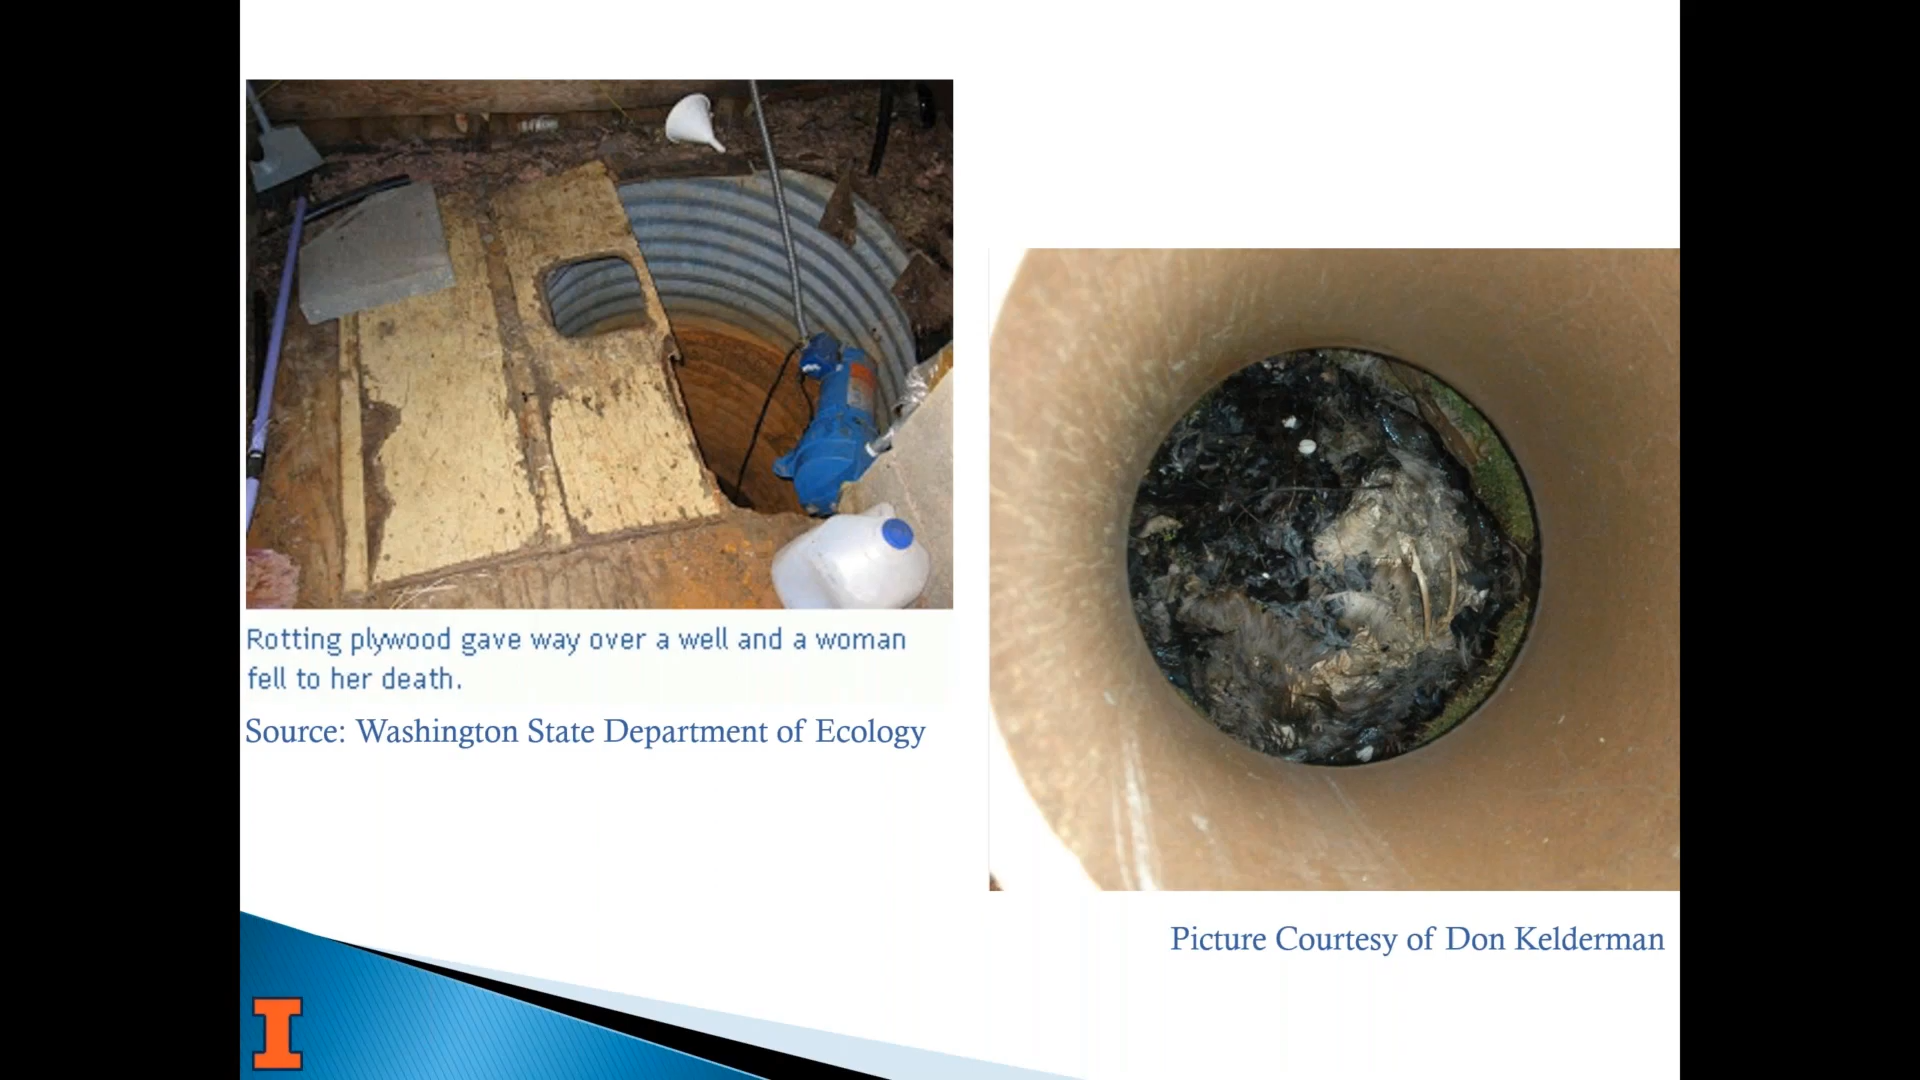 Rotting plywood gave way over a well and a woman
fell to her death.
Source: Washington State Department of Ecology
Picture Courtesy of Don Kelderman
I